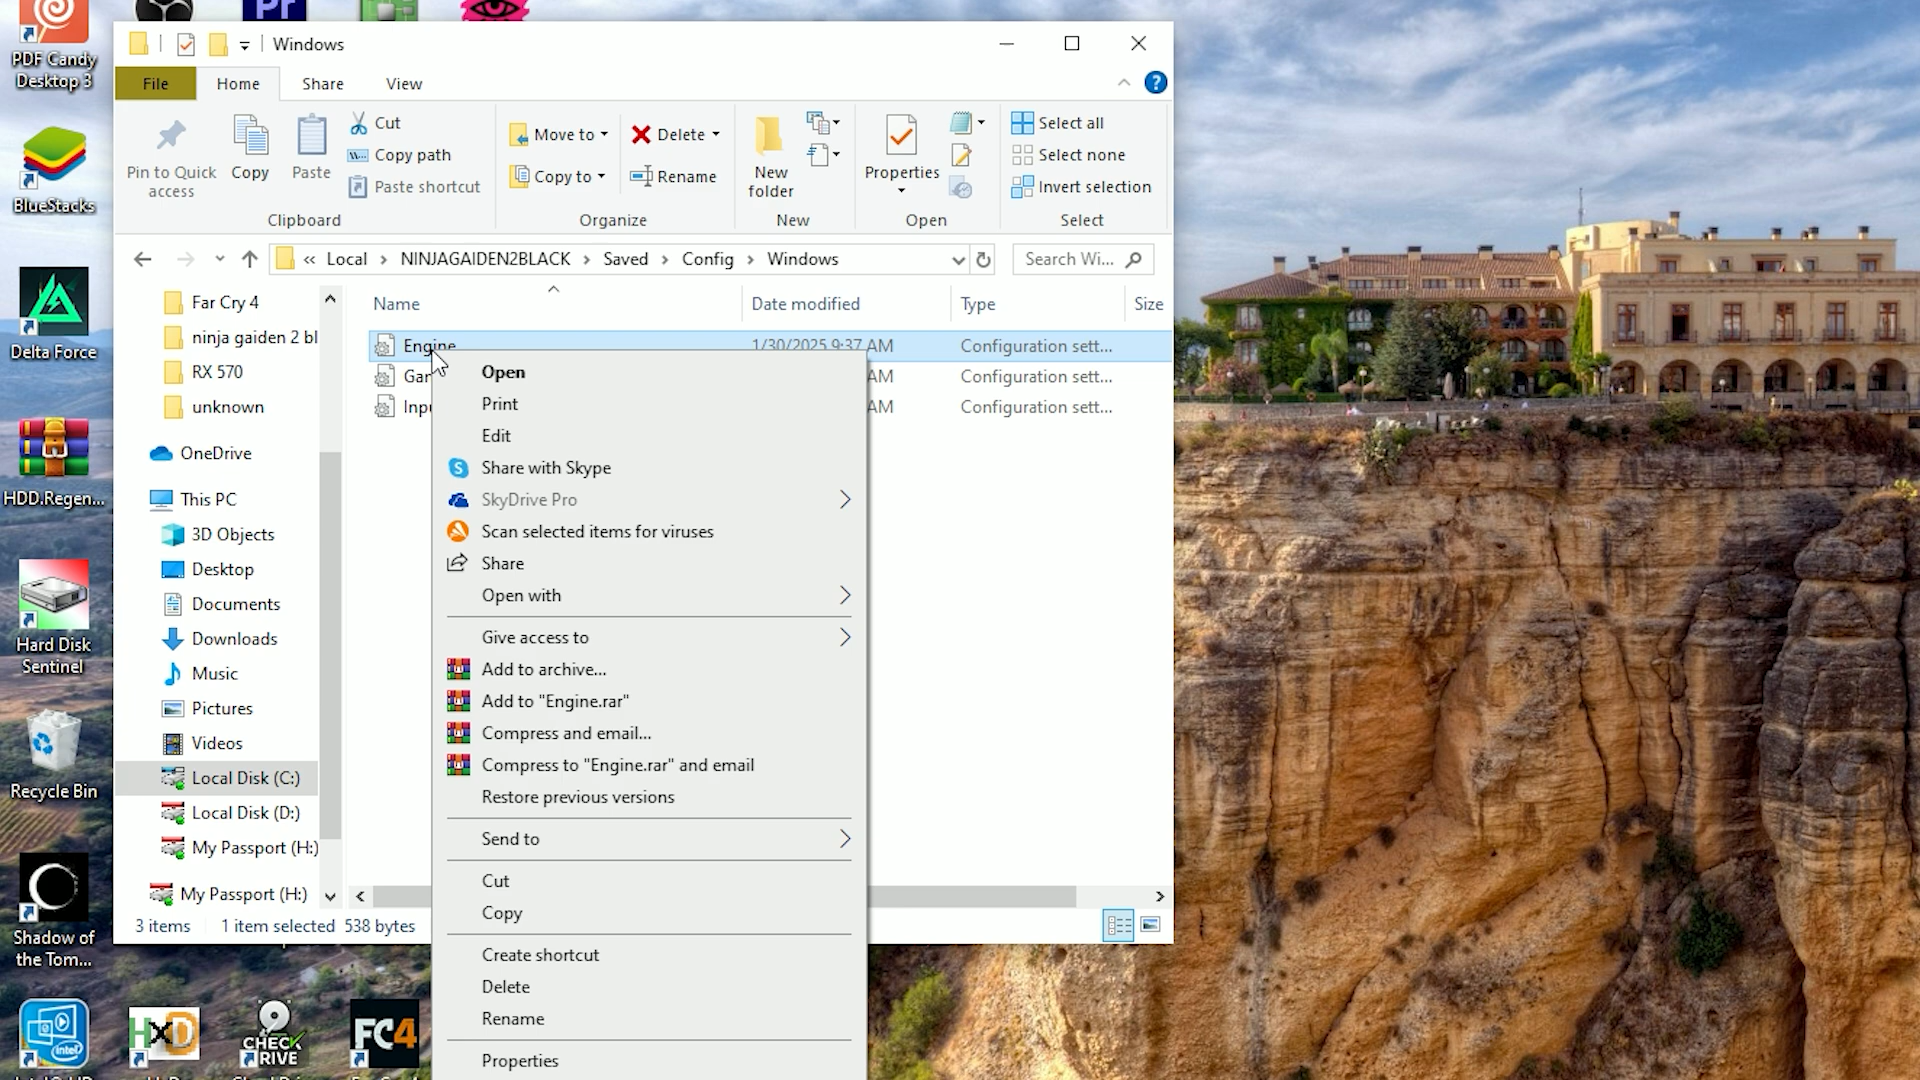 PDF Candy
Desktop 3
BlueStacks
Delta Force
HDD.Regen...
Hard Disk
Sentinel
Recycle Bin
Shadow of
the Tom...
intel
HxD
CHECK
DRIVE
FC4
Pr
Windows
File
Home
Share
View
?
Pin to Quick
access
Copy
Paste
Cut
Copy path
Paste shortcut
Clipboard
Move to
Copy to
Delete
Rename
Organize
New
folder
New
Properties
Open
Select all
Select none
Invert selection
Select
« Local › NINJAGAIDEN2BLACK › Saved › Config › Windows
Search Wi...
Far Cry 4
ninja gaiden 2 bl
RX 570
unknown
OneDrive
This PC
3D Objects
Desktop
Documents
Downloads
Music
Pictures
Videos
Local Disk (C:)
Local Disk (D:)
My Passport (H:)
My Passport (H:)
Name
Date modified
Type
Size
Engine
1/30/2025 9:37 AM
Configuration sett...
AM
Configuration sett...
AM
Configuration sett...
Open
Print
Edit
Share with Skype
SkyDrive Pro
Scan selected items for viruses
Share
Open with
Give access to
Add to archive...
Add to "Engine.rar"
Compress and email...
Compress to "Engine.rar" and email
Restore previous versions
Send to
Cut
Copy
Create shortcut
Delete
Rename
Properties
3 items
1 item selected
538 bytes